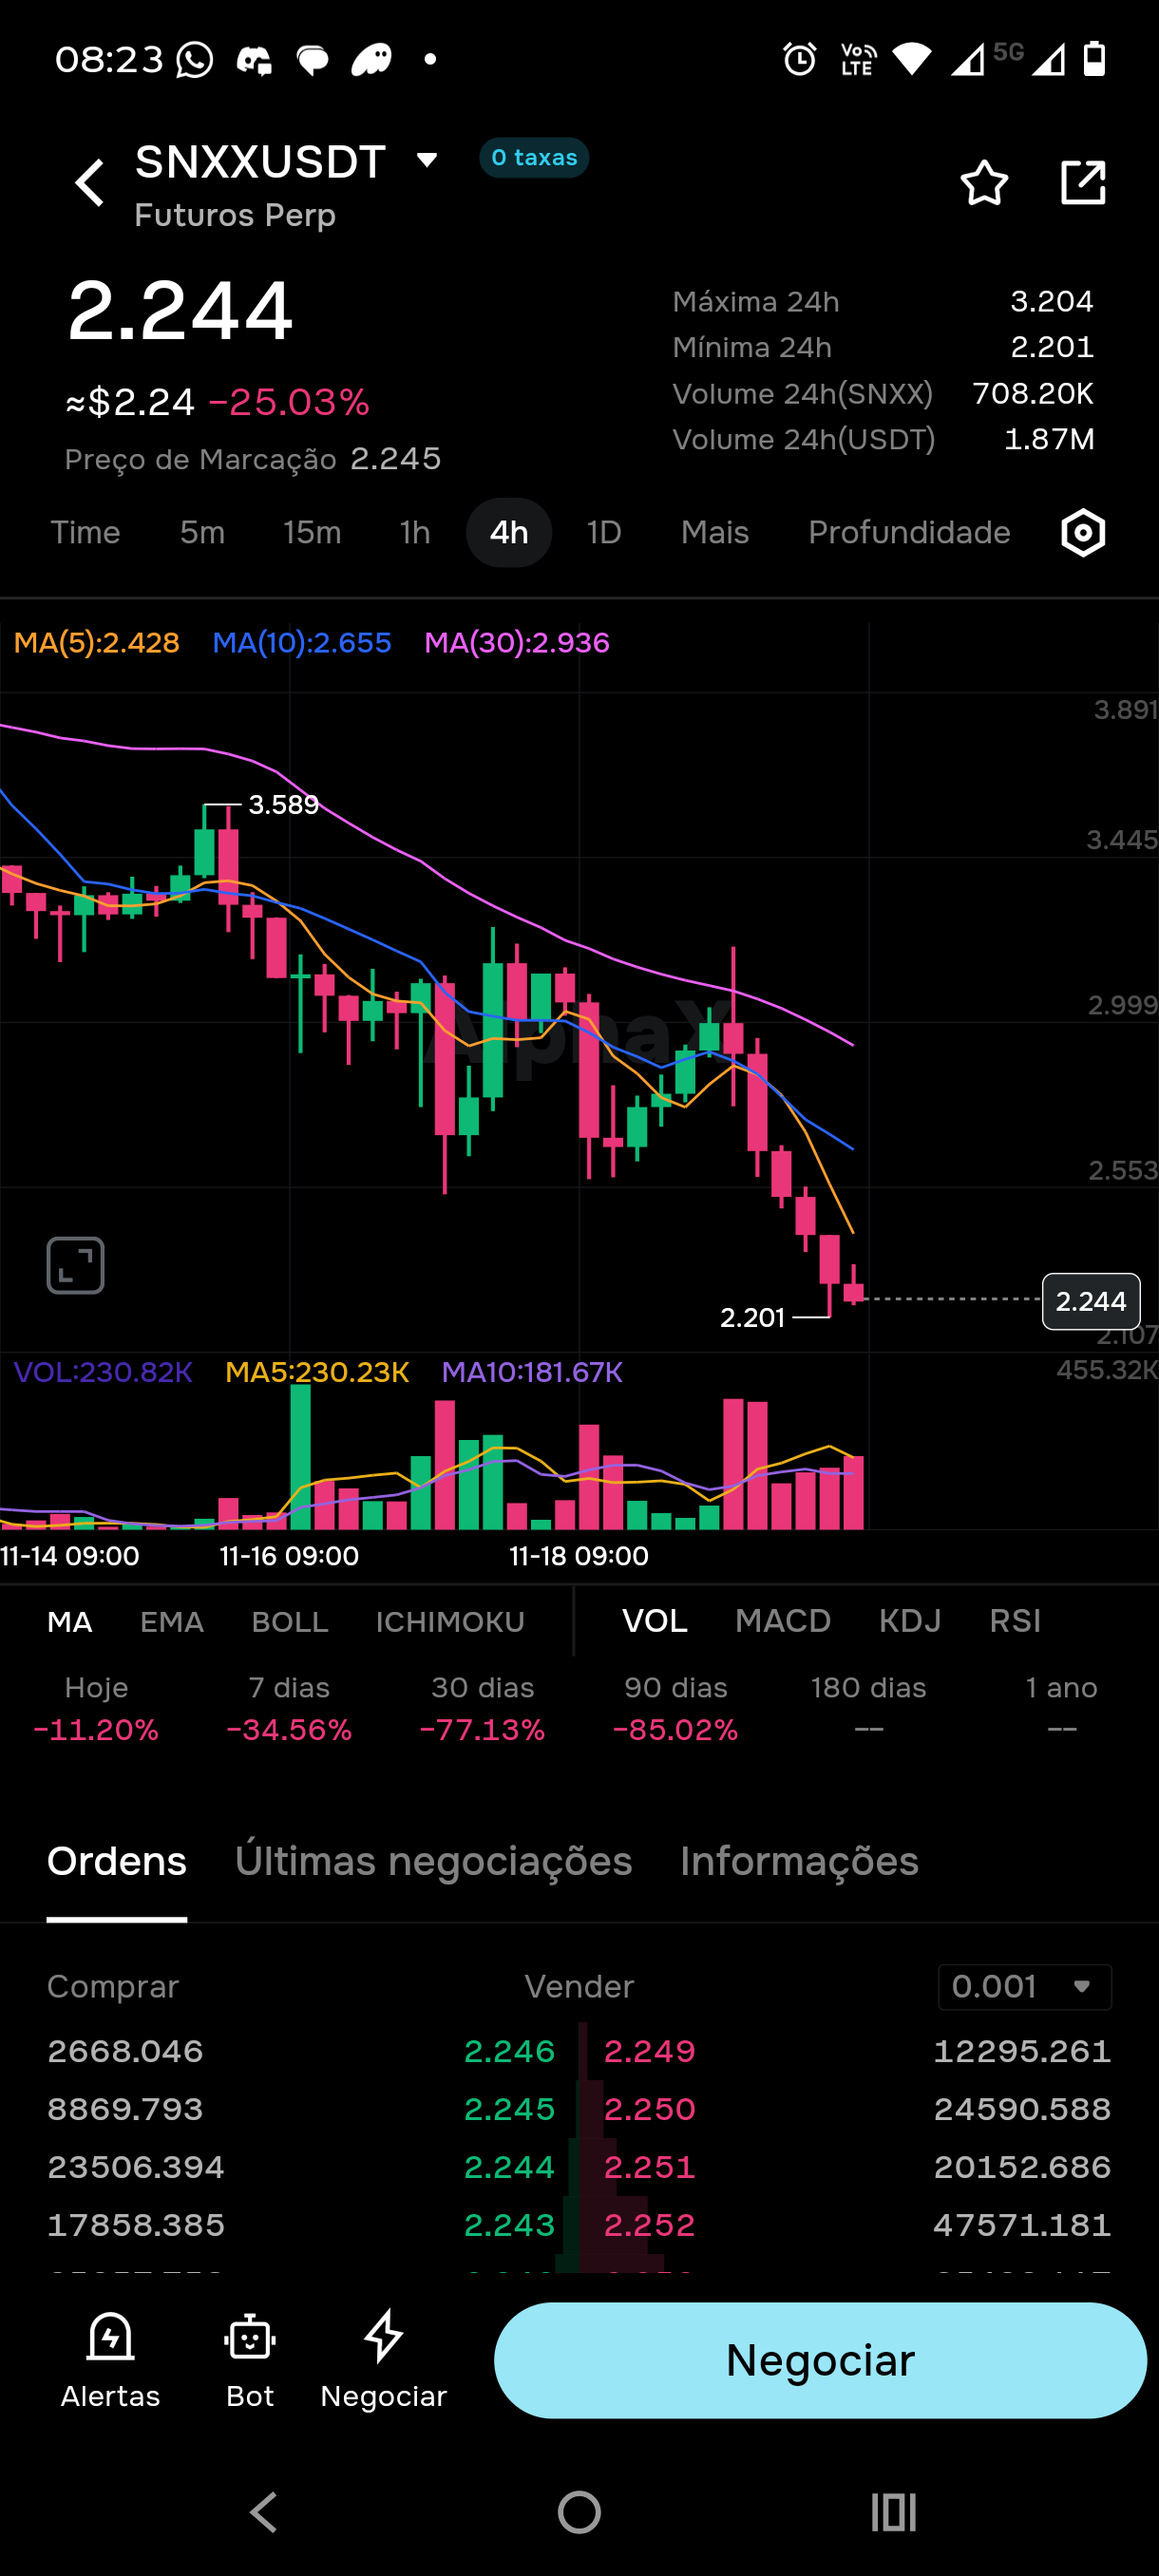 08:23
VoLTE
5G
SNXXUSDT
0 taxas
Futuros Perp
2.244
≈$2.24 -25.03%
Preço de Marcação 2.245
Máxima 24h 3.204
Mínima 24h 2.201
Volume 24h(SNXX) 708.20K
Volume 24h(USDT) 1.87M
Time 5m 15m 1h 4h 1D Mais Profundidade
MA(5):2.428 MA(10):2.655 MA(30):2.936
3.891
3.589
3.445
2.999
AlphaX
2.553
2.244
2.201
2.107
VOL:230.82K MA5:230.23K MA10:181.67K
455.32K
11-14 09:00 11-16 09:00 11-18 09:00
MA EMA BOLL ICHIMOKU VOL MACD KDJ RSI
Hoje 7 dias 30 dias 90 dias 180 dias 1 ano
-11.20% -34.56% -77.13% -85.02% -- --
Ordens Últimas negociações Informações
Comprar Vender 0.001
2668.046 2.246 2.249 12295.261
8869.793 2.245 2.250 24590.588
23506.394 2.244 2.251 20152.686
17858.385 2.243 2.252 47571.181
Alertas Bot Negociar Negociar